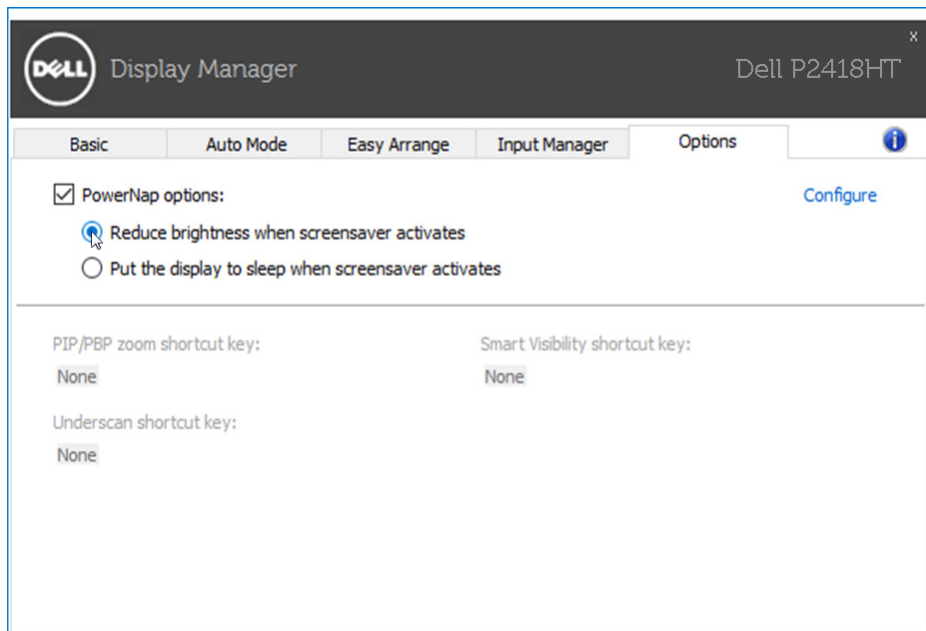 x
DELL Display Manager Dell P2418HT
Basic Auto Mode Easy Arrange Input Manager Options i
PowerNap options: Configure
Reduce brightness when screensaver activates
Put the display to sleep when screensaver activates
PIP/PBP zoom shortcut key: Smart Visibility shortcut key:
None None
Underscan shortcut key:
None